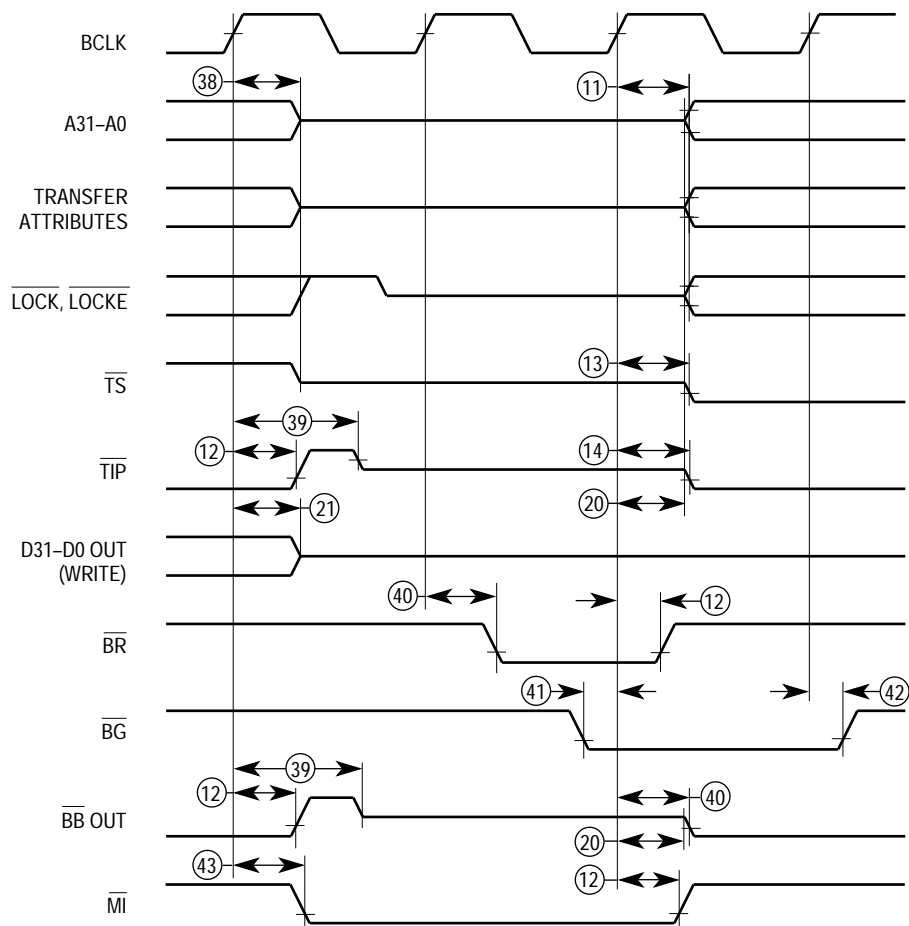 BCLK
38
11
A31–A0
TRANSFER
ATTRIBUTES
LOCK, LOCKE
13
TS
39
12
14
TIP
21
20
D31–D0 OUT
(WRITE)
40
12
BR
41
42
BG
39
12
40
BB OUT
20
43
12
MI